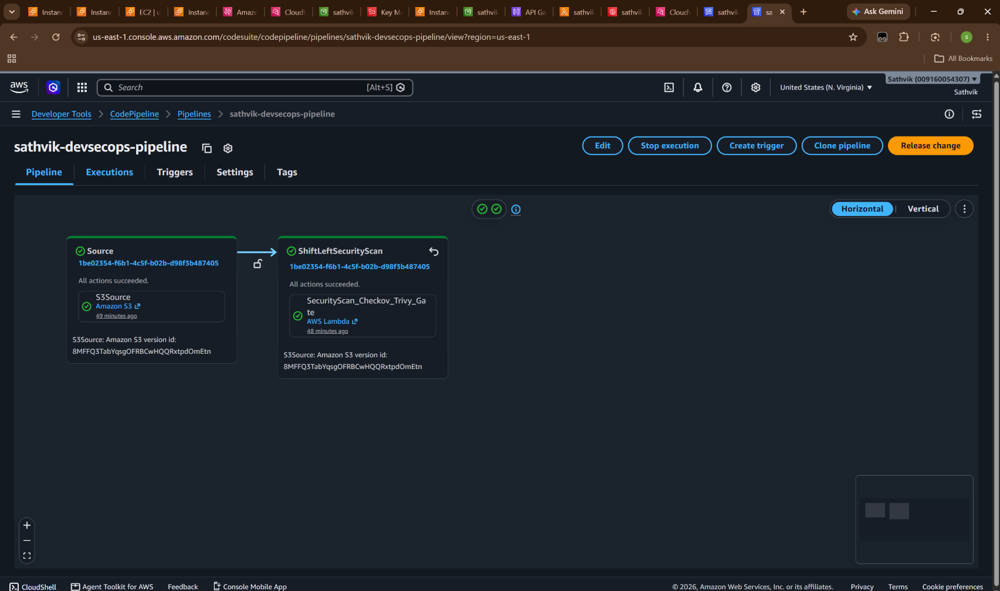 Instanc
Instanc
EC2 | u
Instanc
Amazo
CloudW
sathvik
Key Ma
Instanc
sathvik
API Ga
sathvik
sathvik
CloudW
sathvik
sa
Ask Gemini
us-east-1.console.aws.amazon.com/codesuite/codepipeline/pipelines/sathvik-devsecops-pipeline/view?region=us-east-1
s
All Bookmarks
aws
Search
[Alt+S]
United States (N. Virginia)
Sathvik (009160054307)
Sathvik
Developer Tools
CodePipeline
Pipelines
sathvik-devsecops-pipeline
sathvik-devsecops-pipeline
Edit
Stop execution
Create trigger
Clone pipeline
Release change
Pipeline
Executions
Triggers
Settings
Tags
Horizontal
Vertical
Source
1be02354-f6b1-4c5f-b02b-d98f3b487405
All actions succeeded.
S3Source
Amazon S3
49 minutes ago
S3Source: Amazon S3 version id:
8MFFQ3TabYqsgOFRBCwHQQRxtpdOmEtn
ShiftLeftSecurityScan
1be02354-f6b1-4c5f-b02b-d98f3b487405
All actions succeeded.
SecurityScan_Checkov_Trivy_Ga
te
AWS Lambda
48 minutes ago
S3Source: Amazon S3 version id:
8MFFQ3TabYqsgOFRBCwHQQRxtpdOmEtn
CloudShell
Agent Toolkit for AWS
Feedback
Console Mobile App
© 2026, Amazon Web Services, Inc. or its affiliates.
Privacy
Terms
Cookie preferences